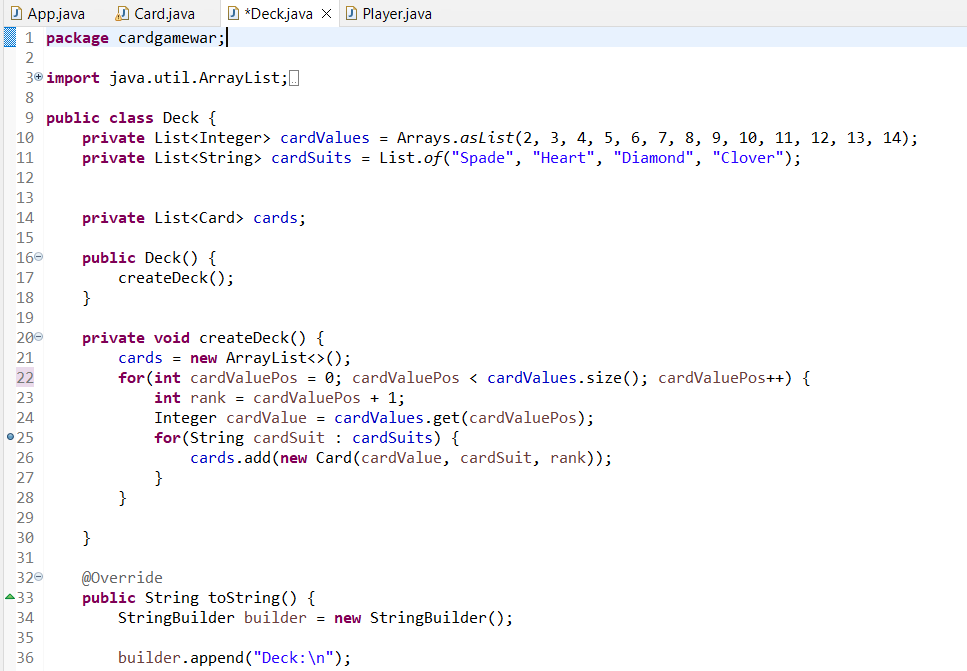 App.java Card.java *Deck.java Player.java
1 package cardgamewar;
2
3 import java.util.ArrayList;
8
9 public class Deck {
10 private List<Integer> cardValues = Arrays.asList(2, 3, 4, 5, 6, 7, 8, 9, 10, 11, 12, 13, 14);
11 private List<String> cardSuits = List.of("Spade", "Heart", "Diamond", "Clover");
12
13
14 private List<Card> cards;
15
16 public Deck() {
17 createDeck();
18 }
19
20 private void createDeck() {
21 cards = new ArrayList<>();
22 for(int cardValuePos = 0; cardValuePos < cardValues.size(); cardValuePos++) {
23 int rank = cardValuePos + 1;
24 Integer cardValue = cardValues.get(cardValuePos);
25 for(String cardSuit : cardSuits) {
26 cards.add(new Card(cardValue, cardSuit, rank));
27 }
28 }
29
30 }
31
32 @Override
33 public String toString() {
34 StringBuilder builder = new StringBuilder();
35
36 builder.append("Deck:\n");